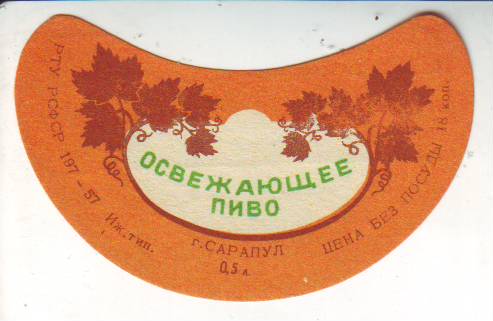 ОСВЕЖАЮЩЕЕ
ПИВО
РТУ РСФСР 197 - 57 Иж.тип.
г.САРАПУЛ
0,5 л.
ЦЕНА БЕЗ ПОСУДЫ 18 коп.